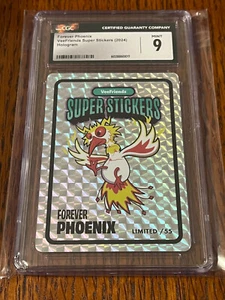 CGC
CERTIFIED GUARANTY COMPANY
Forever Phoenix
VeeFriends Super Stickers (2024)
Hologram
MINT
9
VeeFriends
SUPER STICKERS
FOREVER
PHOENIX
LIMITED /55